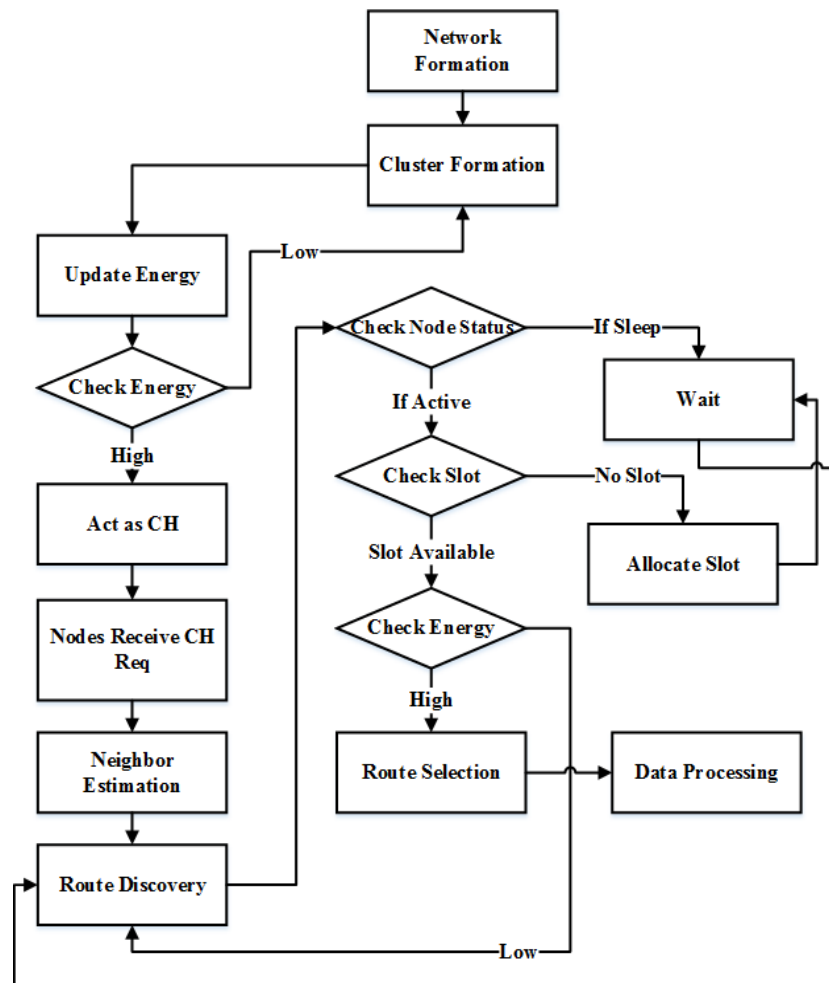 Network
Formation
Cluster Formation
Update Energy
Low
Check Node Status
If Sleep
Check Energy
Wait
If Active
High
Check Slot
No Slot
Act as CH
Slot Available
Allocate Slot
Nodes Receive CH
Req
Check Energy
High
Neighbor
Estimation
Route Selection
Data Processing
Route Discovery
Low